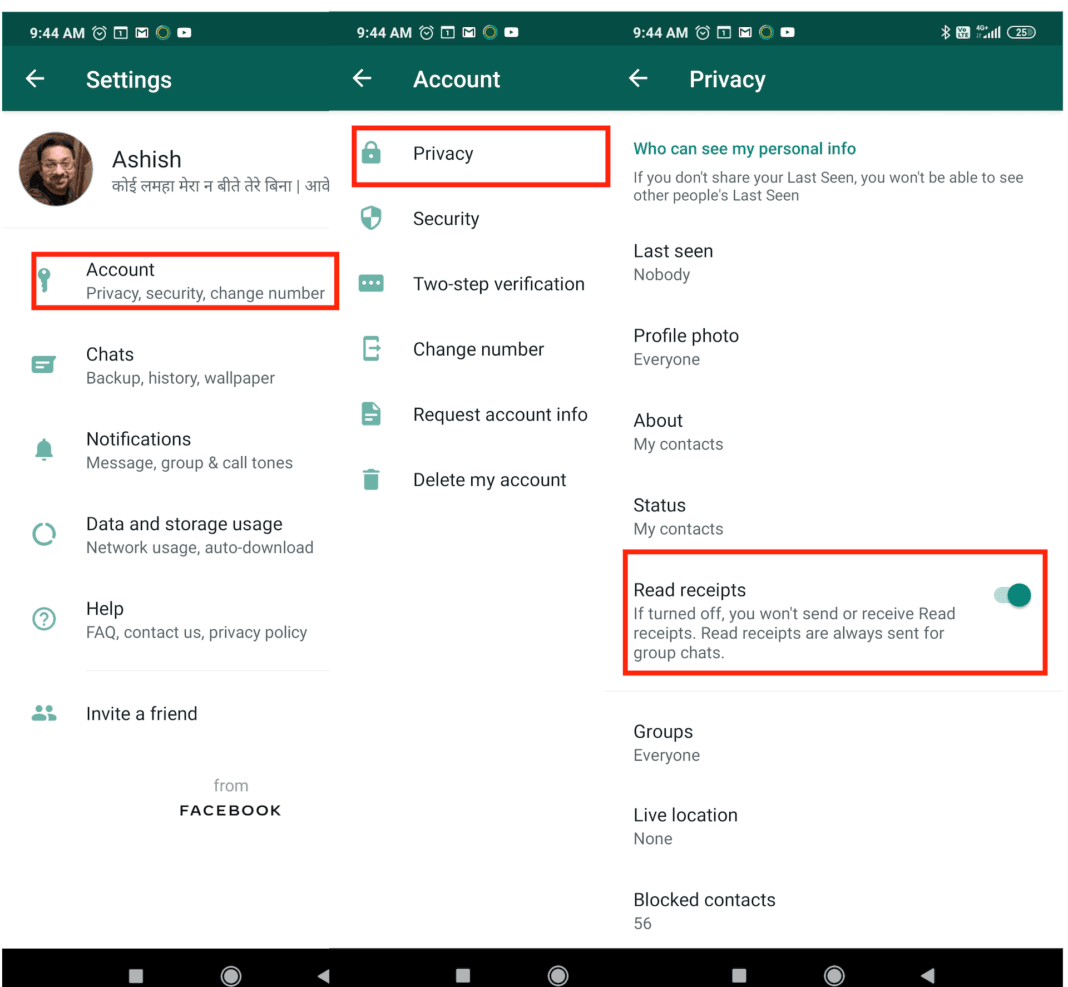 9:44 AM
Settings
Ashish
कोई लमहा मेरा न बीते तेरे बिना | आवे
Account
Privacy, security, change number
Chats
Backup, history, wallpaper
Notifications
Message, group & call tones
Data and storage usage
Network usage, auto-download
Help
FAQ, contact us, privacy policy
Invite a friend
from
FACEBOOK
9:44 AM
Account
Privacy
Security
Two-step verification
Change number
Request account info
Delete my account
9:44 AM 4G+ 25
Privacy
Who can see my personal info
If you don't share your Last Seen, you won't be able to see
other people's Last Seen
Last seen
Nobody
Profile photo
Everyone
About
My contacts
Status
My contacts
Read receipts
If turned off, you won't send or receive Read
receipts. Read receipts are always sent for
group chats.
Groups
Everyone
Live location
None
Blocked contacts
56